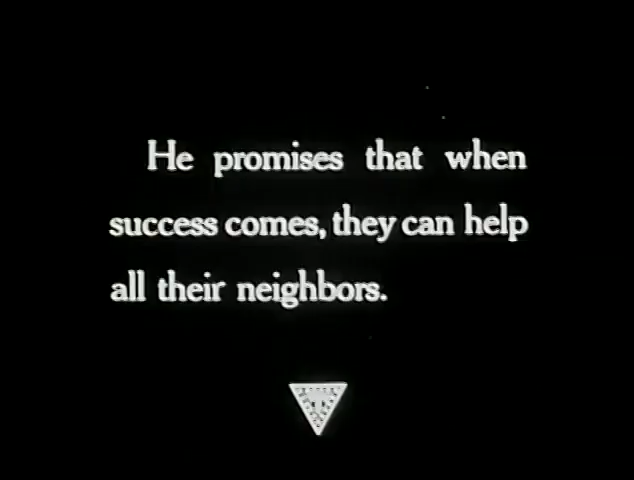 He promises that when
success comes, they can help
all their neighbors.